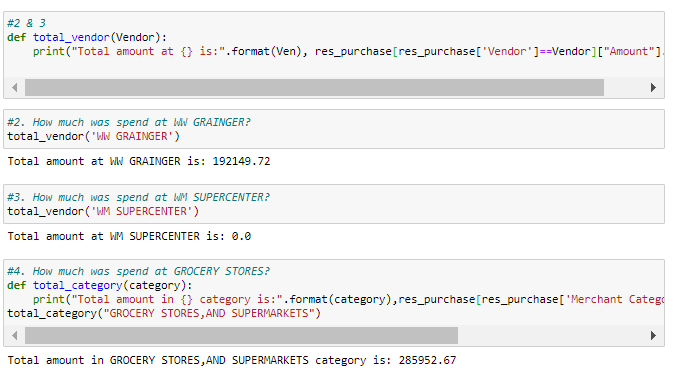 #2 & 3
def total_vendor(Vendor):
    print("Total amount at {} is:".format(Ven), res_purchase[res_purchase['Vendor']==Vendor]["Amount"].
#2. How much was spend at WW GRAINGER?
total_vendor('WW GRAINGER')
Total amount at WW GRAINGER is: 192149.72
#3. How much was spend at WM SUPERCENTER?
total_vendor('WM SUPERCENTER')
Total amount at WM SUPERCENTER is: 0.0
#4. How much was spend at GROCERY STORES?
def total_category(category):
    print("Total amount in {} category is:".format(category),res_purchase[res_purchase['Merchant Catego
total_category("GROCERY STORES,AND SUPERMARKETS")
Total amount in GROCERY STORES,AND SUPERMARKETS category is: 285952.67